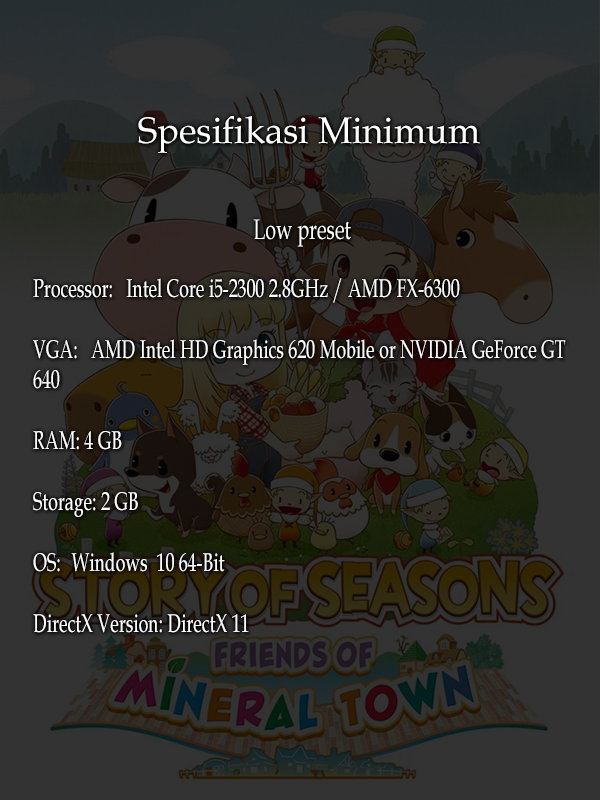 Spesifikasi Minimum
Low preset
Processor: Intel Core i5-2300 2.8GHz / AMD FX-6300
VGA: AMD Intel HD Graphics 620 Mobile or NVIDIA GeForce GT
640
RAM: 4 GB
Storage: 2 GB
OS: Windows 10 64-Bit
STORY OF SEASONS
DirectX Version: DirectX 11
FRIENDS OF
MINERAL TOWN